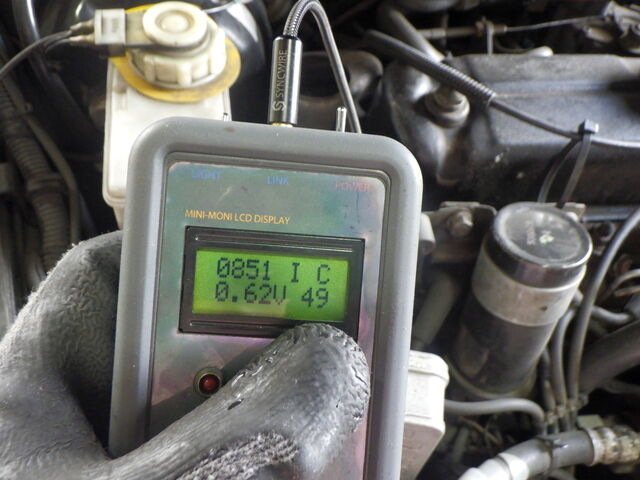 SYNCWIRE
LIGHT LINK POWER
MINI-MONI LCD DISPLAY
0851 I C
0.62V 49